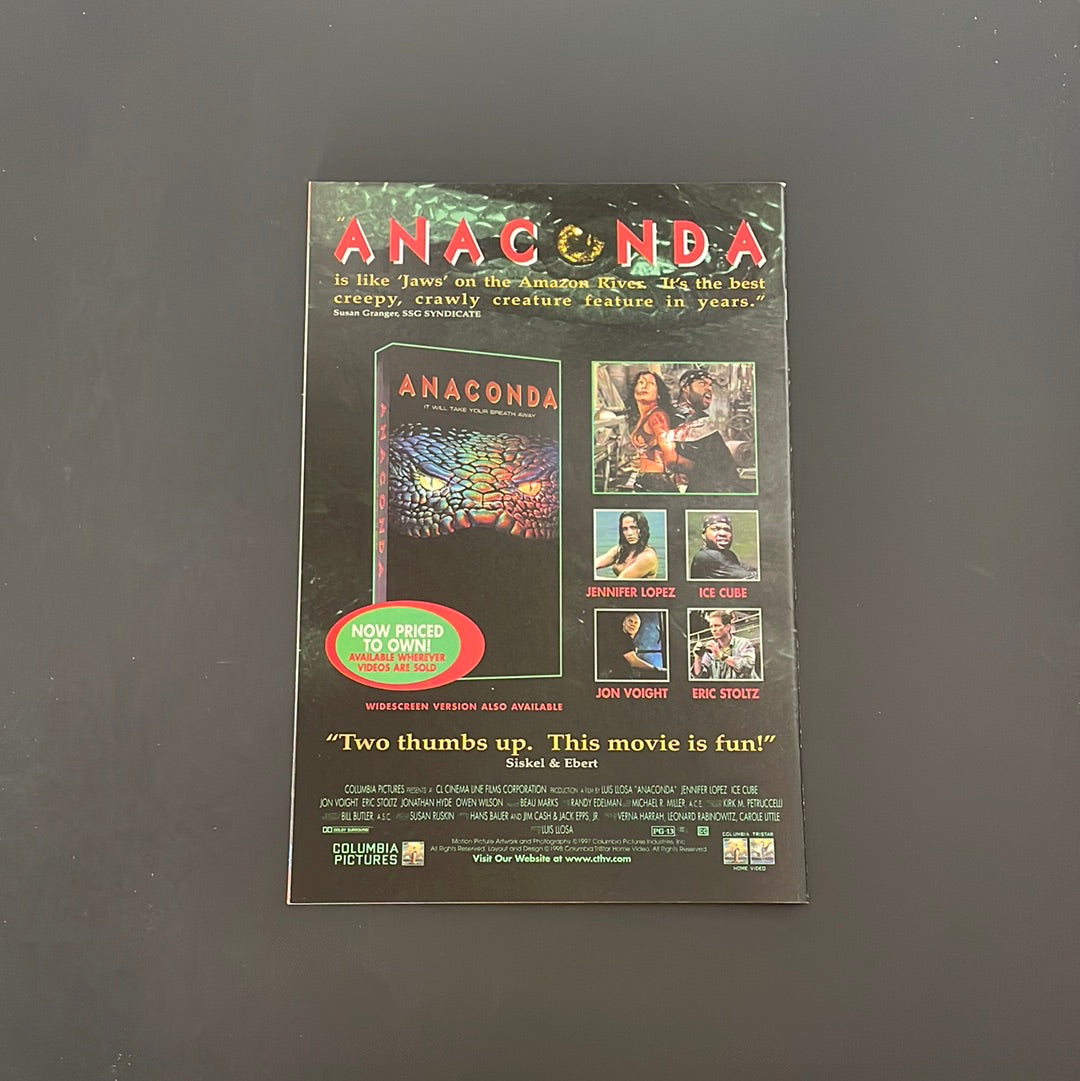 "ANACONDA
is like 'Jaws' on the Amazon River. It's the best
creepy, crawly creature feature in years."
Susan Granger, SSG SYNDICATE
ANACONDA
IT WILL TAKE YOUR BREATH AWAY
ANACONDA
JENNIFER LOPEZ ICE CUBE
NOW PRICED
TO OWN!
AVAILABLE WHEREVER
VIDEOS ARE SOLD
JON VOIGHT ERIC STOLTZ
WIDESCREEN VERSION ALSO AVAILABLE
"Two thumbs up. This movie is fun!"
Siskel & Ebert
COLUMBIA PICTURES PRESENTS A CL CINEMA LINE FILMS CORPORATION PRODUCTION A FILM BY LUIS LLOSA "ANACONDA" JENNIFER LOPEZ ICE CUBE
JON VOIGHT ERIC STOLTZ JONATHAN HYDE OWEN WILSON BEAU MARKS RANDY EDELMAN MICHAEL R. MILLER, A.C.E. KIRK M. PETRUCCELLI
BILL BUTLER, A.S.C. SUSAN RUSKIN HANS BAUER AND JIM CASH & JACK EPPS, JR. VERNA HARRAH, LEONARD RABINOWITZ, CAROLE LITTLE
LUIS LLOSA
DOLBY SURROUND
PG-13
CC
Motion Picture Artwork and Photography ©1997 Columbia Pictures Industries, Inc.
All Rights Reserved. Layout and Design ©1998 Columbia TriStar Home Video. All Rights Reserved.
Visit Our Website at www.cthv.com
COLUMBIA
PICTURES
COLUMBIA TRISTAR
HOME VIDEO